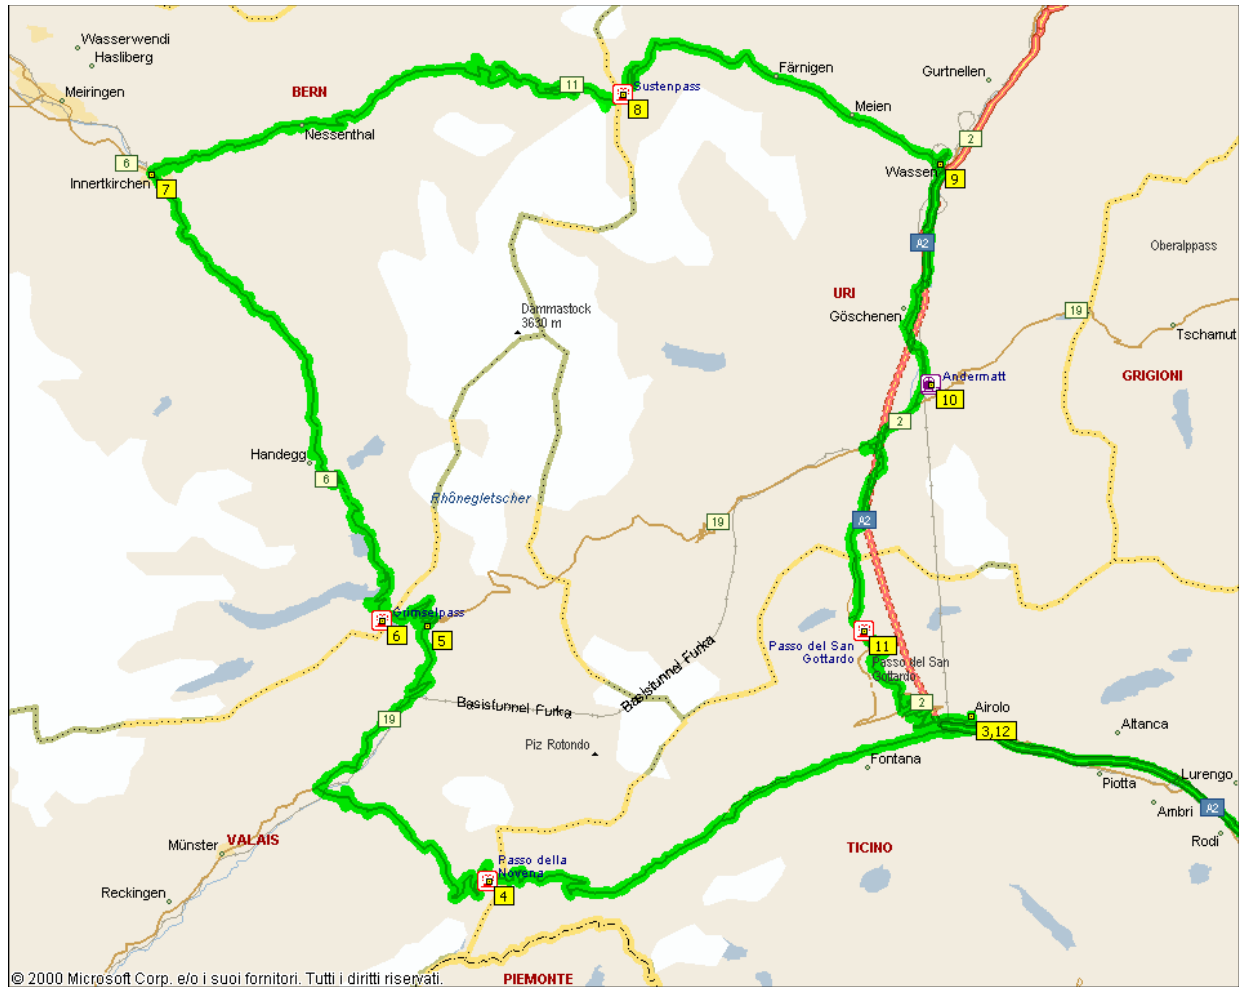 Wasserwendi
Hasliberg
Meiringen
BERN
11
Sustenpass
8
Färnigen
Gurtnellen
Meien
2
Nessenthal
6
Innertkirchen
7
Wassen
9
A2
Oberalppass
URI
Göschenen
19
Tschamut
Dammastock
3630 m
GRIGIONI
Andermatt
10
2
Handegg
6
Rhônegletscher
19
A2
Grimselpass
6
5
11
Passo del San
Gottardo
Passo del San
Gottardo
Basistunnel Furka
Basistunnel Furka
19
2
Airolo
3,12
Altanca
Piz Rotondo
Fontana
Piotta
Lurengo
Ambri
A2
Rodi
Münster
VALAIS
TICINO
Passo della
Novena
4
Reckingen
PIEMONTE
© 2000 Microsoft Corp. e/o i suoi fornitori. Tutti i diritti riservati.